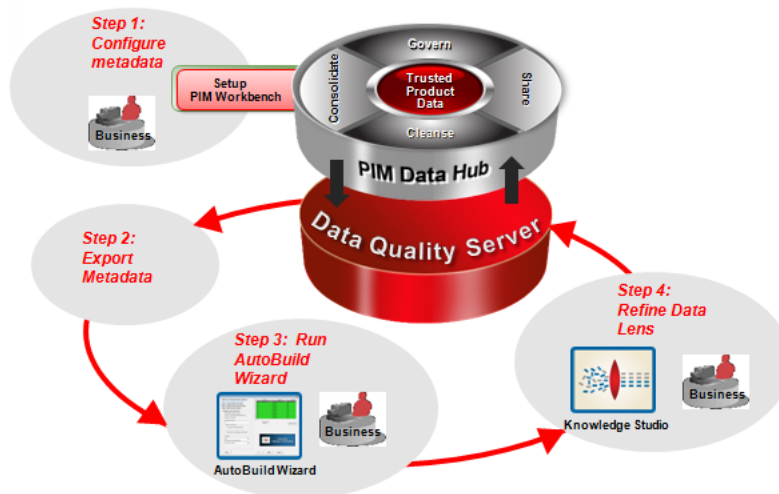 Step 1:
Configure
metadata
Business
Setup
PIM Workbench
Govern
Consolidate
Trusted
Product
Data
Share
Cleanse
PIM Data Hub
Data Quality Server
Step 2:
Export
Metadata
Step 3: Run
AutoBuild
Wizard
Business
AutoBuild Wizard
Step 4:
Refine Data
Lens
Knowledge Studio
Business